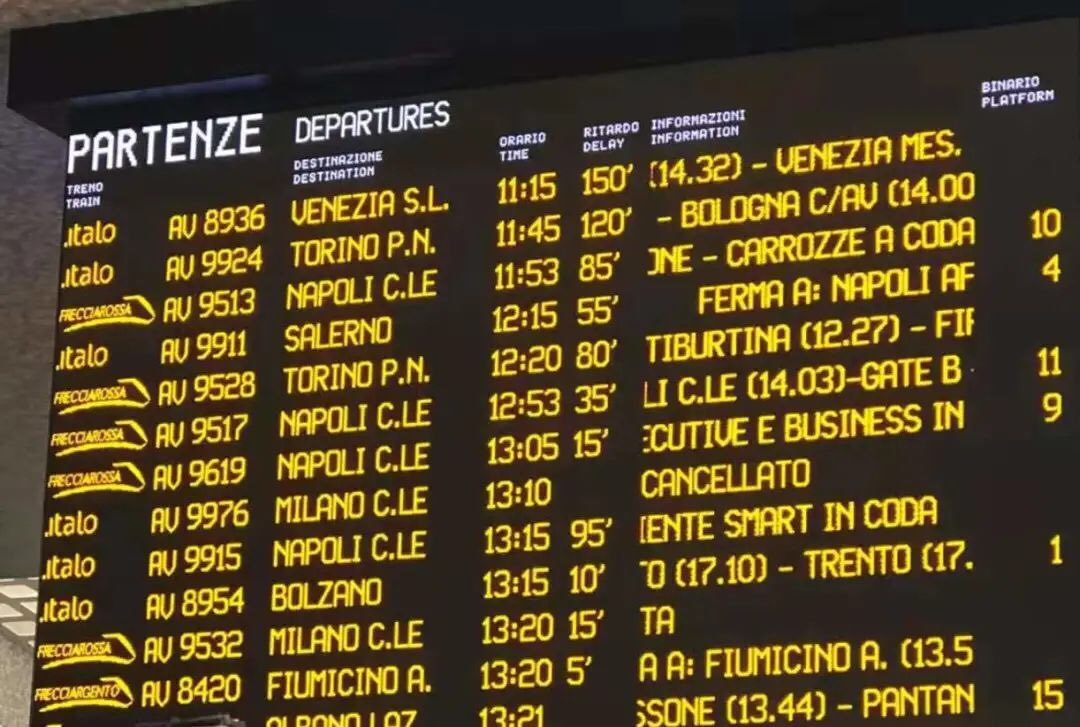 PARTENZE DEPARTURES
TRENO DESTINAZIONE ORARIO RITARDO INFORMAZIONI BINARIO
TRAIN DESTINATION TIME DELAY INFORMATION PLATFORM
.italo AV 8936 VENEZIA S.L. 11:15 150' (14.32) - VENEZIA MES.
.italo AV 9924 TORINO P.N. 11:45 120' - BOLOGNA C/AV (14.00
FRECCIAROSSA AV 9513 NAPOLI C.LE 11:53 85' ONE - CARROZZE A CODA 10
.italo AV 9911 SALERNO 12:15 55' FERMA A: NAPOLI AF 4
FRECCIAROSSA AV 9528 TORINO P.N. 12:20 80' TIBURTINA (12.27) - FIR
FRECCIAROSSA AV 9517 NAPOLI C.LE 12:53 35' LI C.LE (14.03)-GATE B 11
FRECCIAROSSA AV 9619 NAPOLI C.LE 13:05 15' ECUTIVE E BUSINESS IN 9
.italo AV 9976 MILANO C.LE 13:10 CANCELLATO
.italo AV 9915 NAPOLI C.LE 13:15 95' IENTE SMART IN CODA
.italo AV 8954 BOLZANO 13:15 10' TO (17.10) - TRENTO (17. 1
FRECCIAROSSA AV 9532 MILANO C.LE 13:20 15' TA
FRECCIARGENTO AV 8420 FIUMICINO A. 13:20 5' A A: FIUMICINO A. (13.5
ALBANO LAZ. 13:21 SSONE (13.44) - PANTAN 15